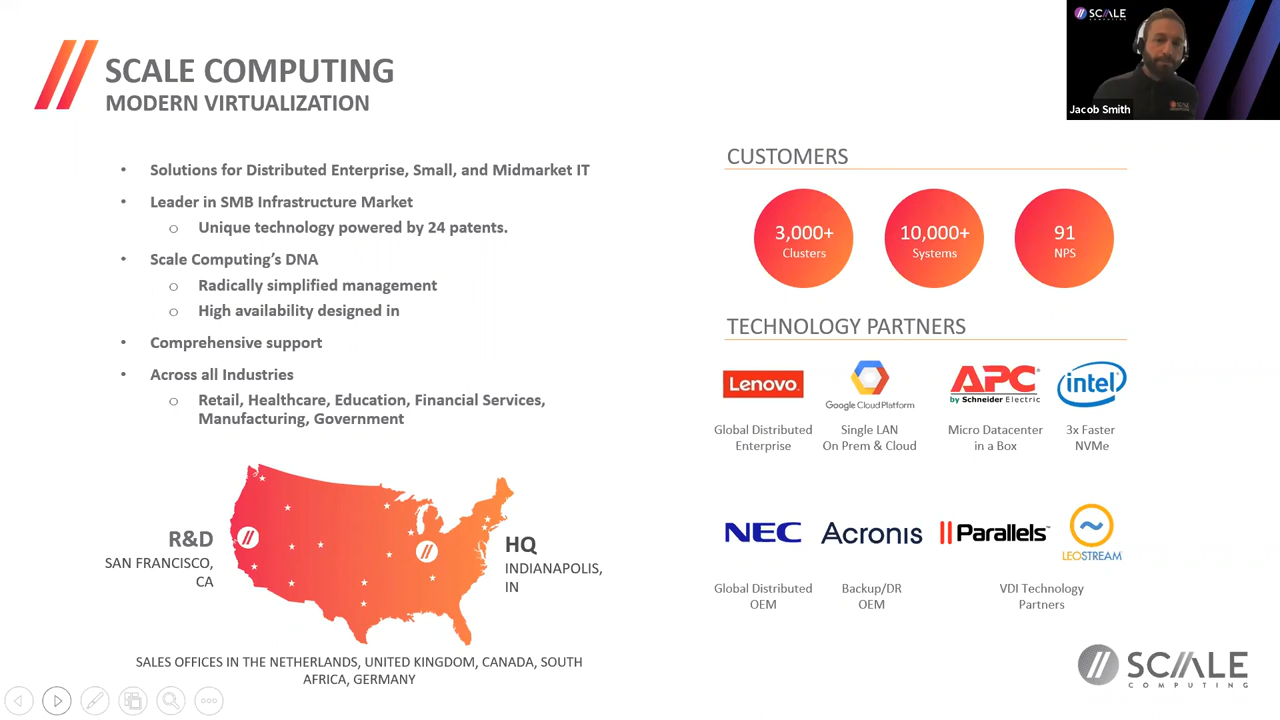 SCALE COMPUTING
MODERN VIRTUALIZATION
• Solutions for Distributed Enterprise, Small, and Midmarket IT
• Leader in SMB Infrastructure Market
o Unique technology powered by 24 patents.
• Scale Computing's DNA
o Radically simplified management
o High availability designed in
• Comprehensive support
• Across all Industries
o Retail, Healthcare, Education, Financial Services,
Manufacturing, Government
R&D
SAN FRANCISCO,
CA
HQ
INDIANAPOLIS,
IN
SALES OFFICES IN THE NETHERLANDS, UNITED KINGDOM, CANADA, SOUTH
AFRICA, GERMANY
SCALE
COMPUTING
Jacob Smith
CUSTOMERS
3,000+
Clusters
10,000+
Systems
91
NPS
TECHNOLOGY PARTNERS
Lenovo.
Google Cloud Platform
APC
by Schneider Electric
intel
Global Distributed
Enterprise
Single LAN
On Prem & Cloud
Micro Datacenter
in a Box
3x Faster
NVMe
NEC
Acronis
Parallels™
LEOSTREAM
Global Distributed
OEM
Backup/DR
OEM
VDI Technology
Partners
SCALE
COMPUTING